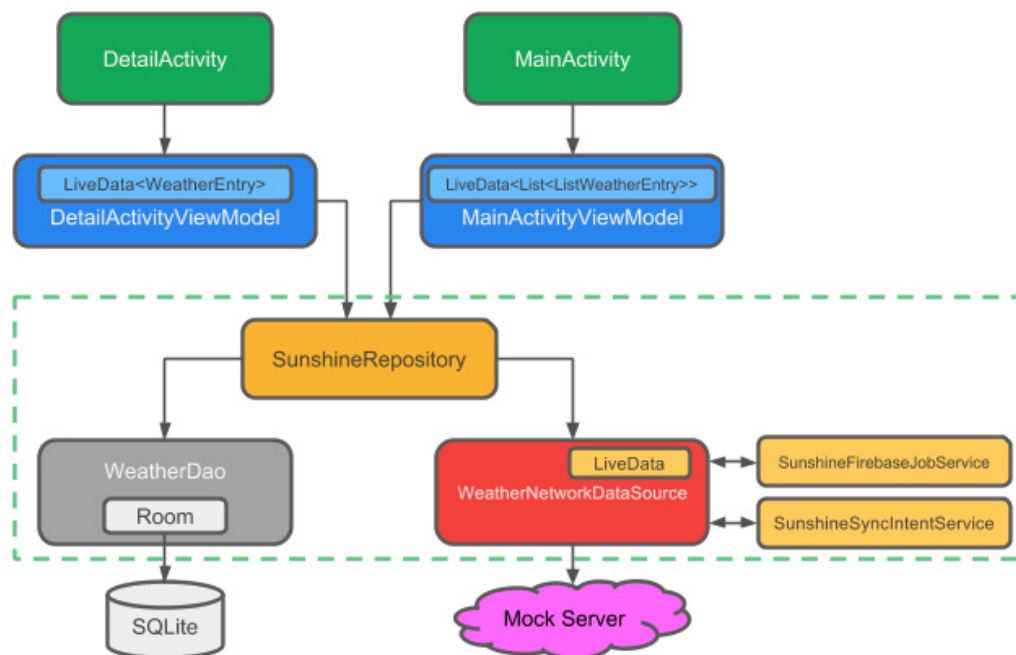 DetailActivity
MainActivity
LiveData<WeatherEntry>
DetailActivityViewModel
LiveData<List<ListWeatherEntry>>
MainActivityViewModel
SunshineRepository
WeatherDao
Room
LiveData
WeatherNetworkDataSource
SunshineFirebaseJobService
SunshineSyncIntentService
SQLite
Mock Server